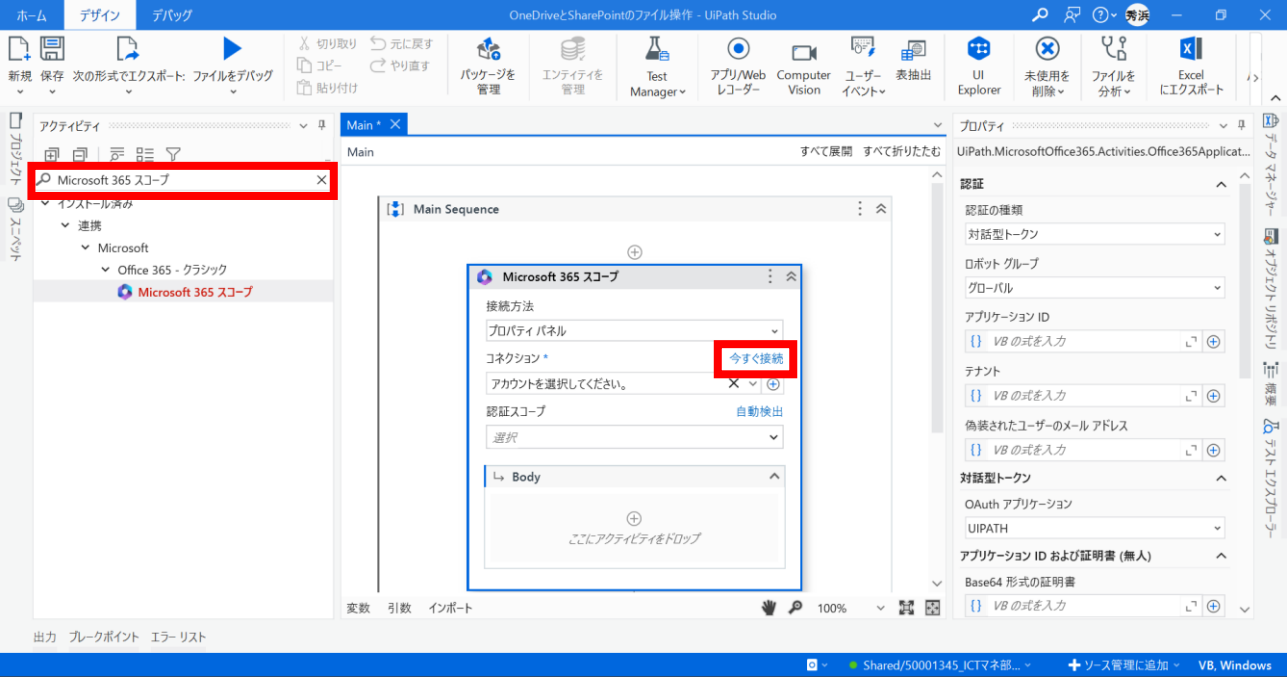 ホーム デザイン デバッグ OneDriveとSharePointのファイル操作 - UiPath Studio 秀浜
新規 保存 次の形式でエクスポート: ファイルをデバッグ
切り取り 元に戻す
コピー やり直す
貼り付け
パッケージを管理
エンティティを管理
Test Manager
アプリ/Web レコーダー
Computer Vision
ユーザー イベント
表抽出
UI Explorer
未使用を削除
ファイルを分析
Excel にエクスポート
プロジェクト
スニペット
アクティビティ
Microsoft 365 スコープ
インストール済み
連携
Microsoft
Office 365 - クラシック
Microsoft 365 スコープ
Main *
Main すべて展開 すべて折りたたむ
Main Sequence
Microsoft 365 スコープ
接続方法
プロパティ パネル
コネクション * 今すぐ接続
アカウントを選択してください。
認証スコープ 自動検出
選択
Body
ここにアクティビティをドロップ
変数 引数 インポート 100%
プロパティ
UiPath.MicrosoftOffice365.Activities.Office365Applicat...
認証
認証の種類
対話型トークン
ロボット グループ
グローバル
アプリケーション ID
VB の式を入力
テナント
VB の式を入力
偽装されたユーザーのメール アドレス
VB の式を入力
対話型トークン
OAuth アプリケーション
UIPATH
アプリケーション ID および証明書 (無人)
Base64 形式の証明書
VB の式を入力
データ マネージャー
オブジェクト リポジトリ
概要
テスト エクスプローラー
出力 ブレークポイント エラー リスト
Shared/50001345_ICTマネ部... ソース管理に追加 VB, Windows